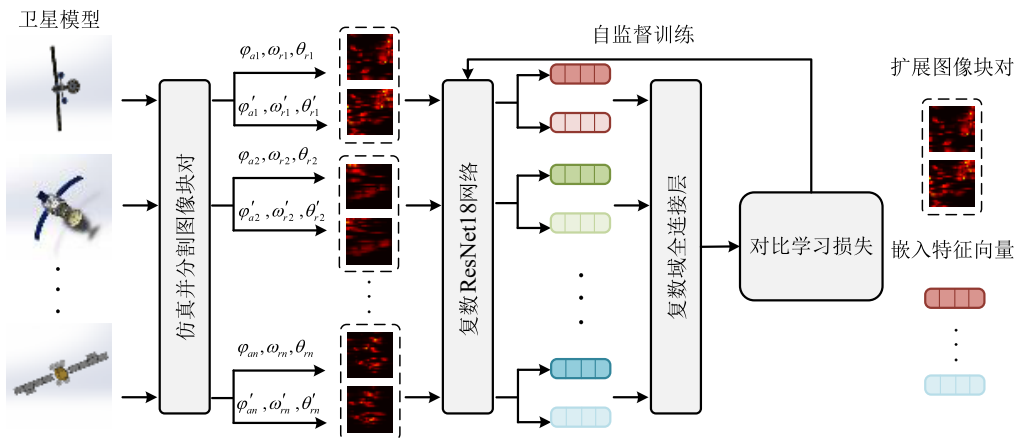 卫星模型
仿真并分割图像块对
φa1,ωr1,θr1
φ′a1,ω′r1,θ′r1
φa2,ωr2,θr2
φ′a2,ω′r2,θ′r2
φan,ωrn,θrn
φ′an,ω′rn,θ′rn
复数ResNet18网络
自监督训练
复数域全连接层
对比学习损失
扩展图像块对
嵌入特征向量